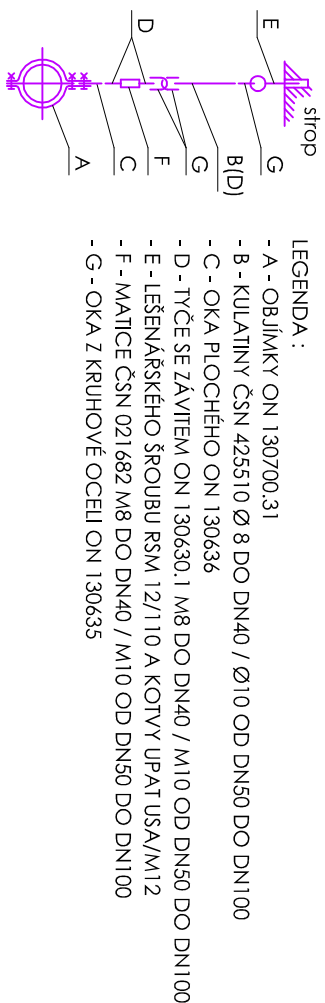 strop
E
G
B(D)
G
D
F
C
A
LEGENDA :
- A - OBJÍMKY ON 130700.31
- B - KULATINY ČSN 425510 Ø 8 DO DN40 / Ø10 OD DN50 DO DN100
- C - OKA PLOCHÉHO ON 130636
- D - TYČE SE ZÁVITEM ON 130630.1 M8 DO DN40 / M10 OD DN50 DO DN100
- E - LEŠENÁŘSKÉHO ŠROUBU RSM 12/110 A KOTVY UPAT USA/M12
- F - MATICE ČSN 021682 M8 DO DN40 / M10 OD DN50 DO DN100
- G - OKA Z KRUHOVÉ OCELI ON 130635